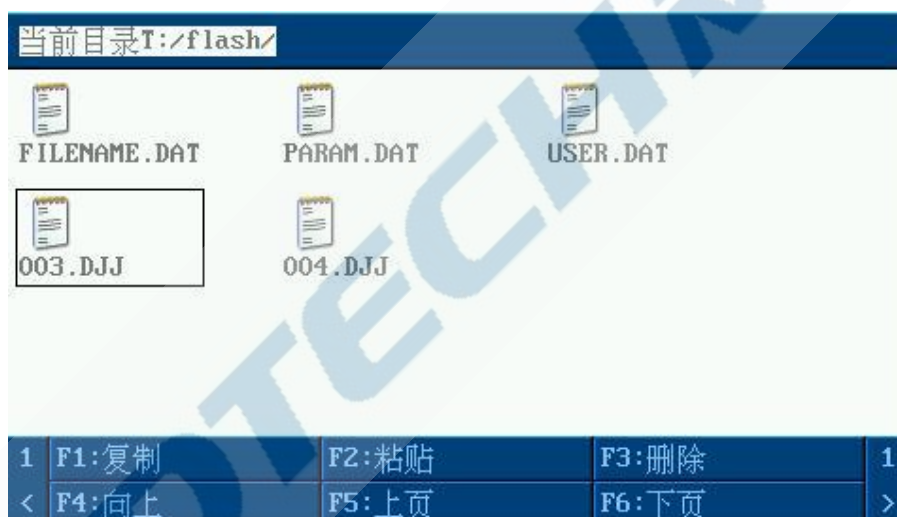 当前目录T:/flash/
FILENAME.DAT PARAM.DAT USER.DAT
003.DJJ 004.DJJ
1 F1:复制 F2:粘贴 F3:删除 1
< F4:向上 F5:上页 F6:下页 >